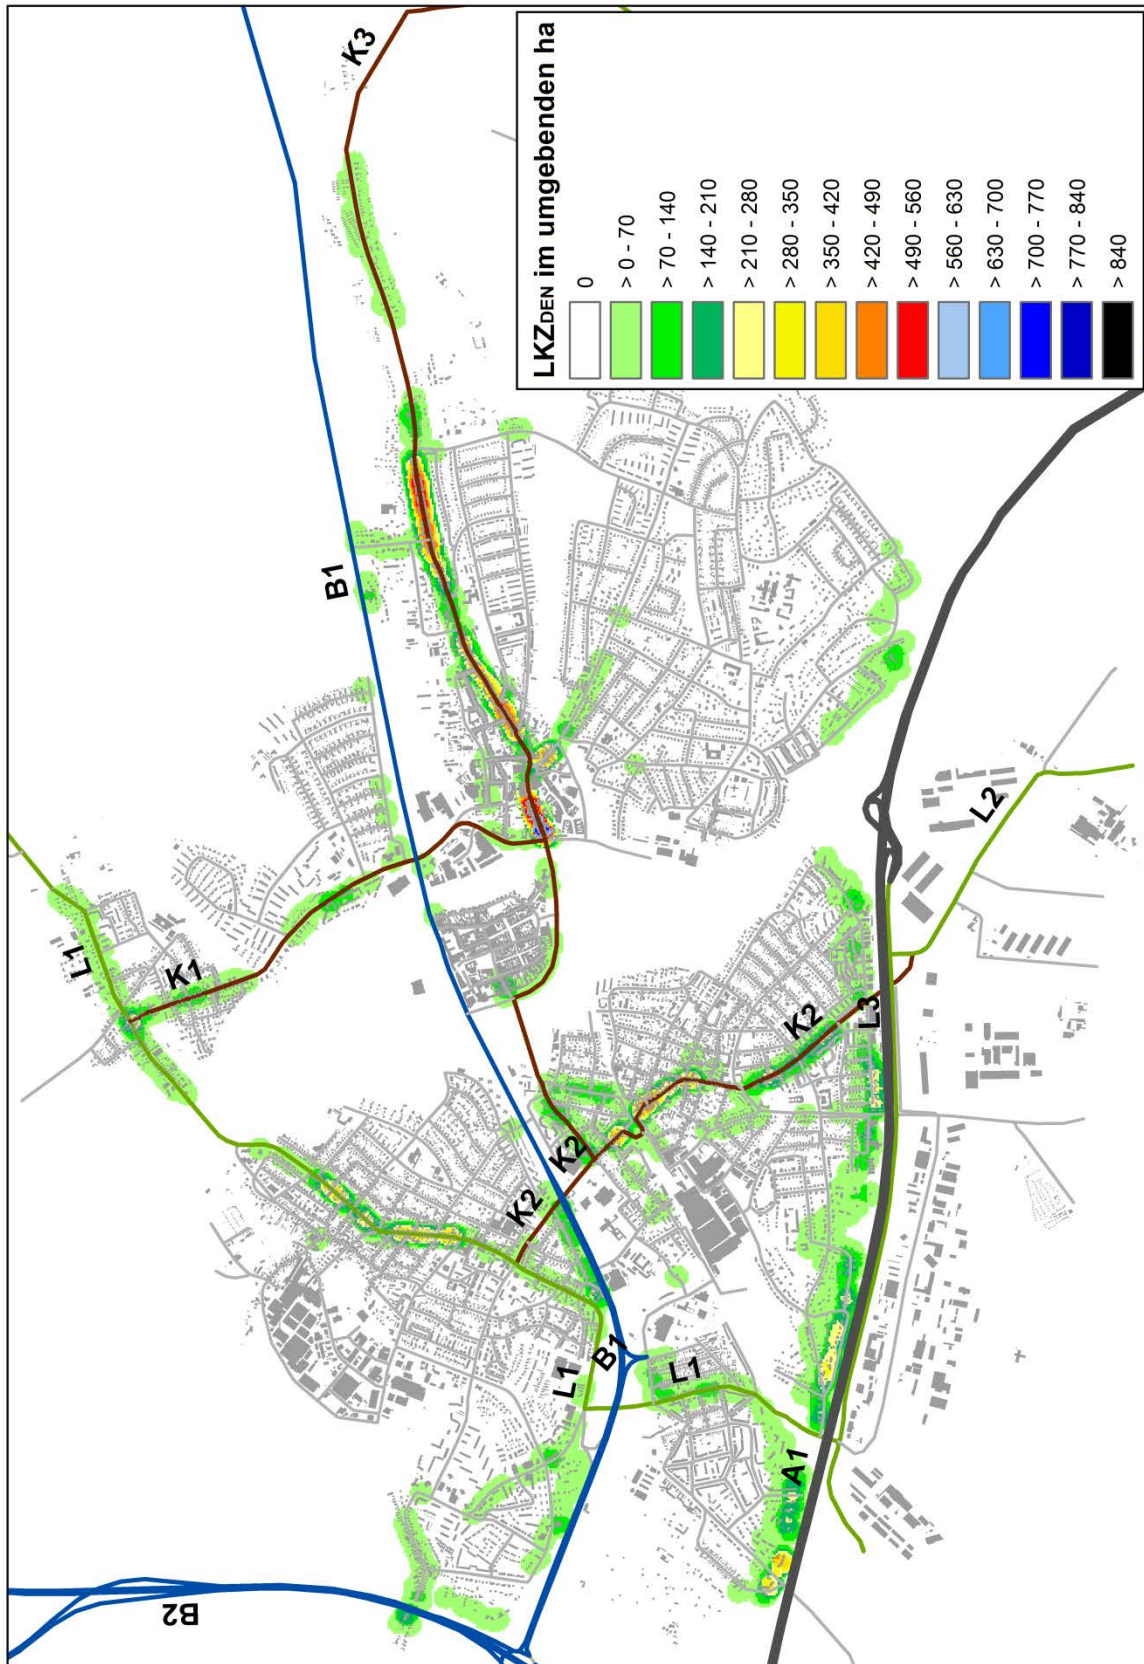 LKZDEN im umgebenden ha
0
> 0 - 70
> 70 - 140
> 140 - 210
> 210 - 280
> 280 - 350
> 350 - 420
> 420 - 490
> 490 - 560
> 560 - 630
> 630 - 700
> 700 - 770
> 770 - 840
> 840
K3
B1
L1
K1
L2
K2
L3
K2
K2
L1
B1
L1
A1
B2